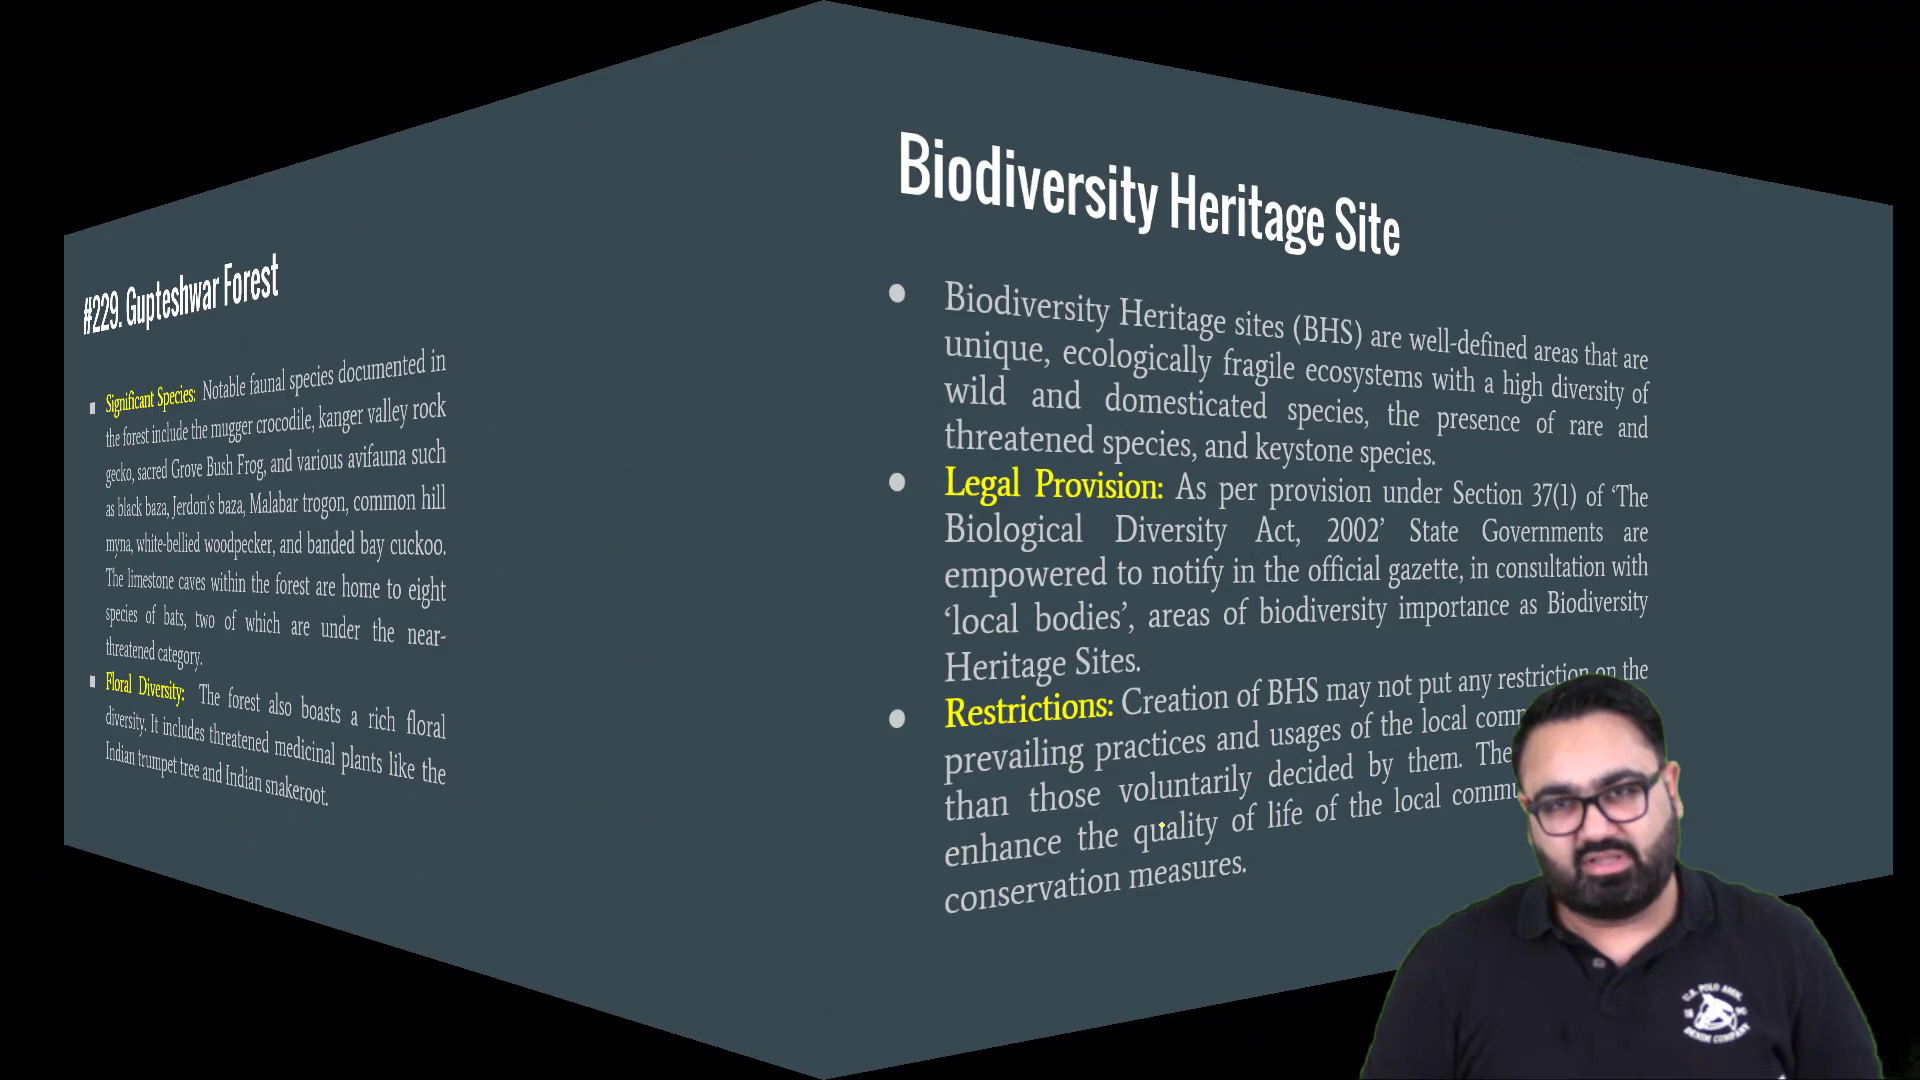 #229. Gupteshwar Forest
Significant Species: Notable faunal species documented in
the forest include the mugger crocodile, kanger valley rock
gecko, sacred Grove Bush Frog, and various avifauna such
as black baza, Jerdon's baza, Malabar trogon, common hill
myna, white-bellied woodpecker, and banded bay cuckoo.
The limestone caves within the forest are home to eight
species of bats, two of which are under the near-
threatened category.
Floral Diversity: The forest also boasts a rich floral
diversity. It includes threatened medicinal plants like the
Indian trumpet tree and Indian snakeroot.
Biodiversity Heritage Site
Biodiversity Heritage sites (BHS) are well-defined areas that are
unique, ecologically fragile ecosystems with a high diversity of
wild and domesticated species, the presence of rare and
threatened species, and keystone species.
Legal Provision: As per provision under Section 37(1) of ‘The
Biological Diversity Act, 2002’ State Governments are
empowered to notify in the official gazette, in consultation with
‘local bodies’, areas of biodiversity importance as Biodiversity
Heritage Sites.
Restrictions: Creation of BHS may not put any restriction on the
prevailing practices and usages of the local
than those voluntarily decided by them. The
enhance the quality of life of the local
conservation measures.
U.S. POLO ASSN.
18 90
DENIM COMPANY